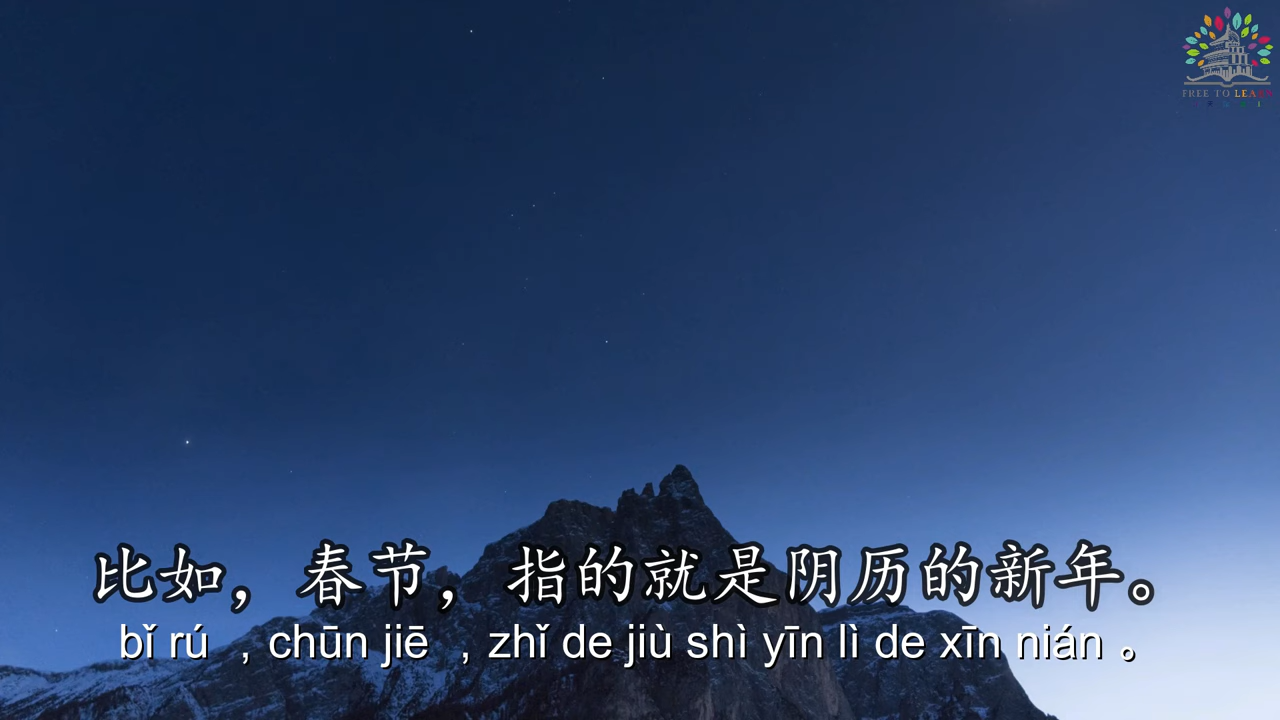 FREE TO LEARN
比如，春节，指的就是阴历的新年。
bǐ rú ，chūn jiē ，zhǐ de jiù shì yīn lì de xīn nián 。